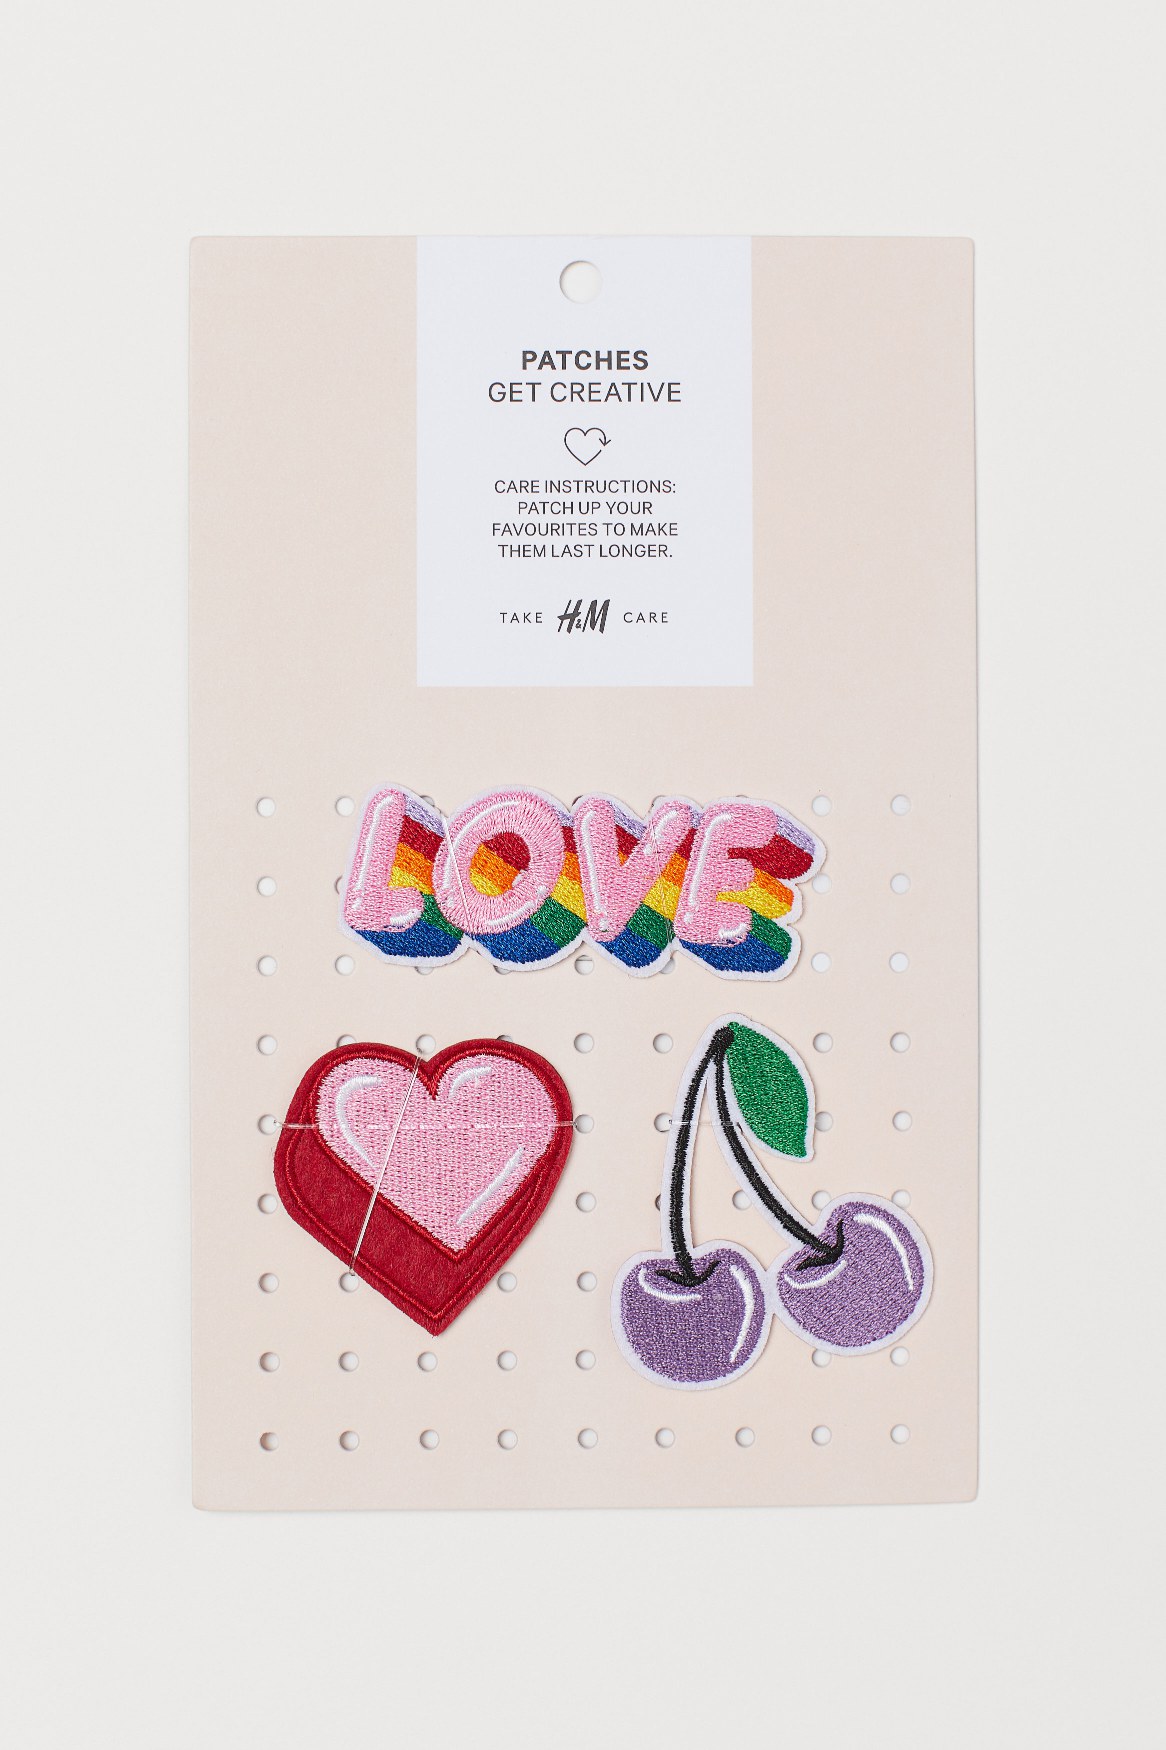 PATCHES
GET CREATIVE
CARE INSTRUCTIONS:
PATCH UP YOUR
FAVOURITES TO MAKE
THEM LAST LONGER.
TAKE H&M CARE
LOVE